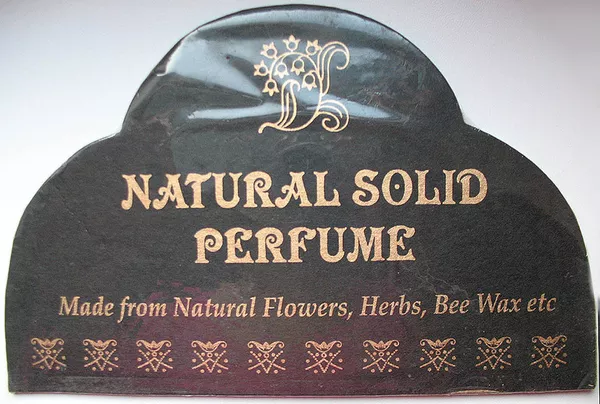 NATURAL SOLID
PERFUME
Made from Natural Flowers, Herbs, Bee Wax etc